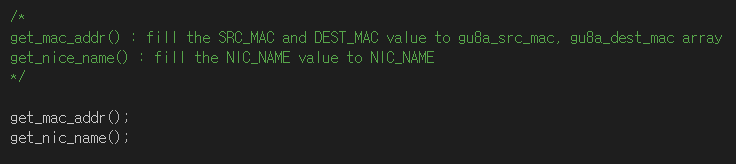 /*
get_mac_addr() : fill the SRC_MAC and DEST_MAC value to gu8a_src_mac, gu8a_dest_mac array
get_nice_name() : fill the NIC_NAME value to NIC_NAME
*/
get_mac_addr();
get_nic_name();